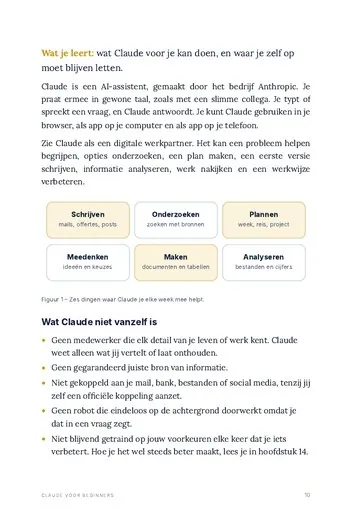 Wat je leert: wat Claude voor je kan doen, en waar je zelf op
moet blijven letten.
Claude is een AI-assistent, gemaakt door het bedrijf Anthropic. Je
praat ermee in gewone taal, zoals met een slimme collega. Je typt of
spreekt een vraag, en Claude antwoordt. Je kunt Claude gebruiken in je
browser, als app op je computer en als app op je telefoon.
Zie Claude als een digitale werkpartner. Het kan een probleem helpen
begrijpen, opties onderzoeken, een plan maken, een eerste versie
schrijven, informatie analyseren, werk nakijken en een werkwijze
verbeteren.
Schrijven
mails, offertes, posts
Onderzoeken
zoeken met bronnen
Plannen
week, reis, project
Meedenken
ideeën en keuzes
Maken
documenten en tabellen
Analyseren
bestanden en cijfers
Figuur 1 – Zes dingen waar Claude je elke week mee helpt.
Wat Claude niet vanzelf is
• Geen medewerker die elk detail van je leven of werk kent. Claude
weet alleen wat jij vertelt of laat onthouden.
• Geen gegarandeerd juiste bron van informatie.
• Niet gekoppeld aan je mail, bank, bestanden of social media, tenzij jij
zelf een officiële koppeling aanzet.
• Geen robot die eindeloos op de achtergrond doorwerkt omdat je
dat in een vraag zegt.
• Niet blijvend getraind op jouw voorkeuren elke keer dat je iets
verbetert. Hoe je het wel steeds beter maakt, lees je in hoofdstuk 14.
CLAUDE VOOR BEGINNERS
10